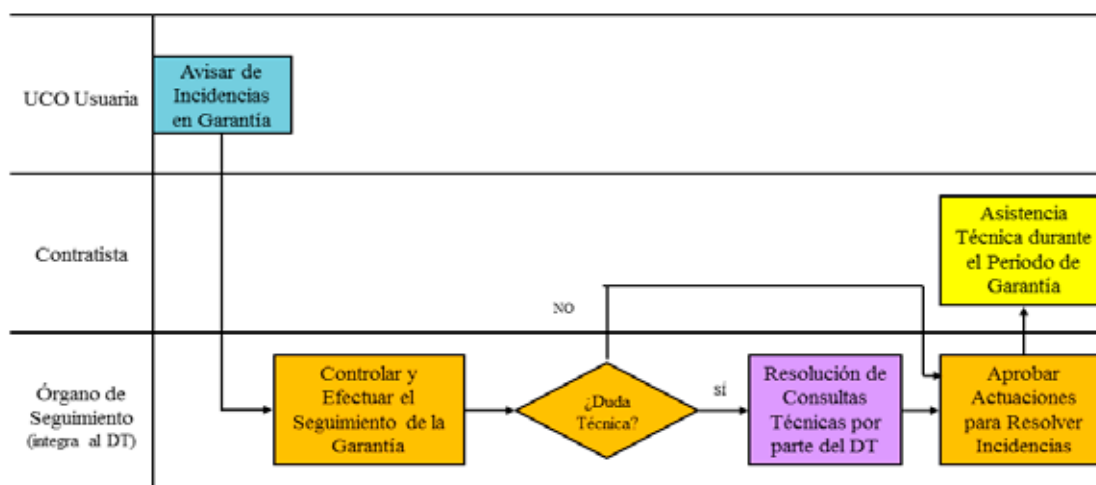 UCO Usuaria
Avisar de
Incidencias
en Garantía
Contratista
Asistencia
Técnica durante
el Periodo de
Garantía
NO
Órgano de
Seguimiento
(integra al DT)
Controlar y
Efectuar el
Seguimiento de la
Garantía
¿Duda
Técnica?
sí
Resolución de
Consultas
Técnicas por
parte del DT
Aprobar
Actuaciones
para Resolver
Incidencias